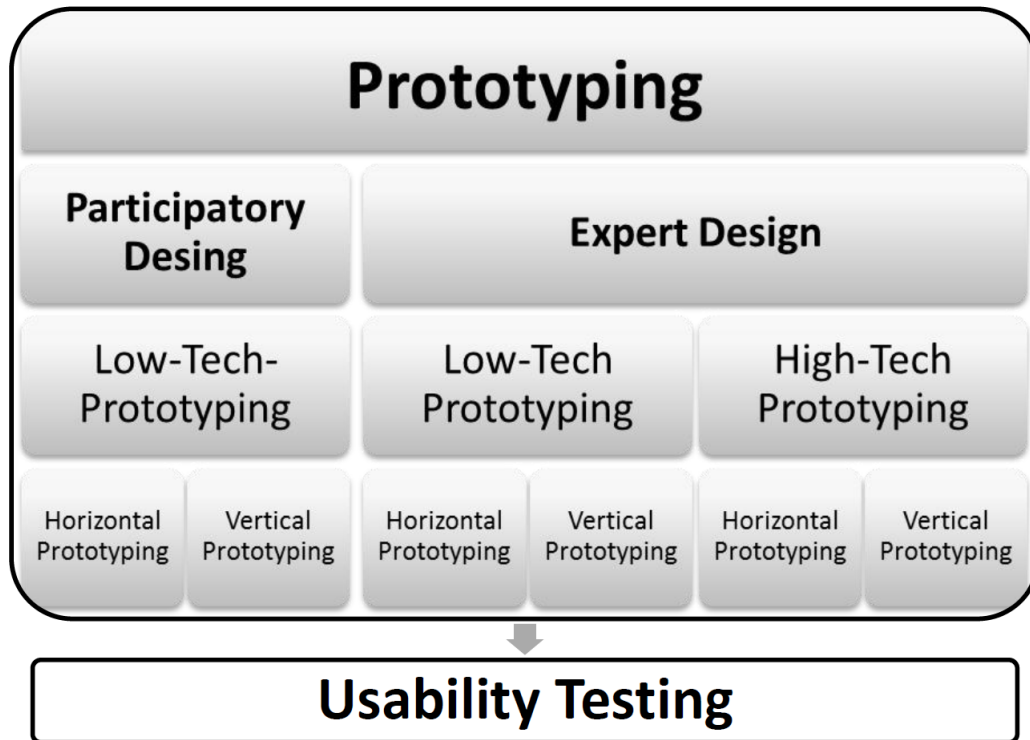 Prototyping
Participatory
Desing
Expert Design
Low-Tech-
Prototyping
Low-Tech
Prototyping
High-Tech
Prototyping
Horizontal
Prototyping
Vertical
Prototyping
Horizontal
Prototyping
Vertical
Prototyping
Horizontal
Prototyping
Vertical
Prototyping
Usability Testing